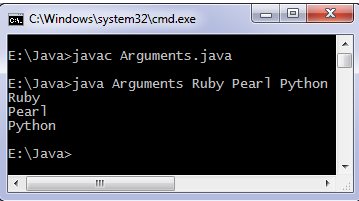 C:\Windows\system32\cmd.exe
E:\Java>javac Arguments.java
E:\Java>java Arguments Ruby Pearl Python
Ruby
Pearl
Python
E:\Java>